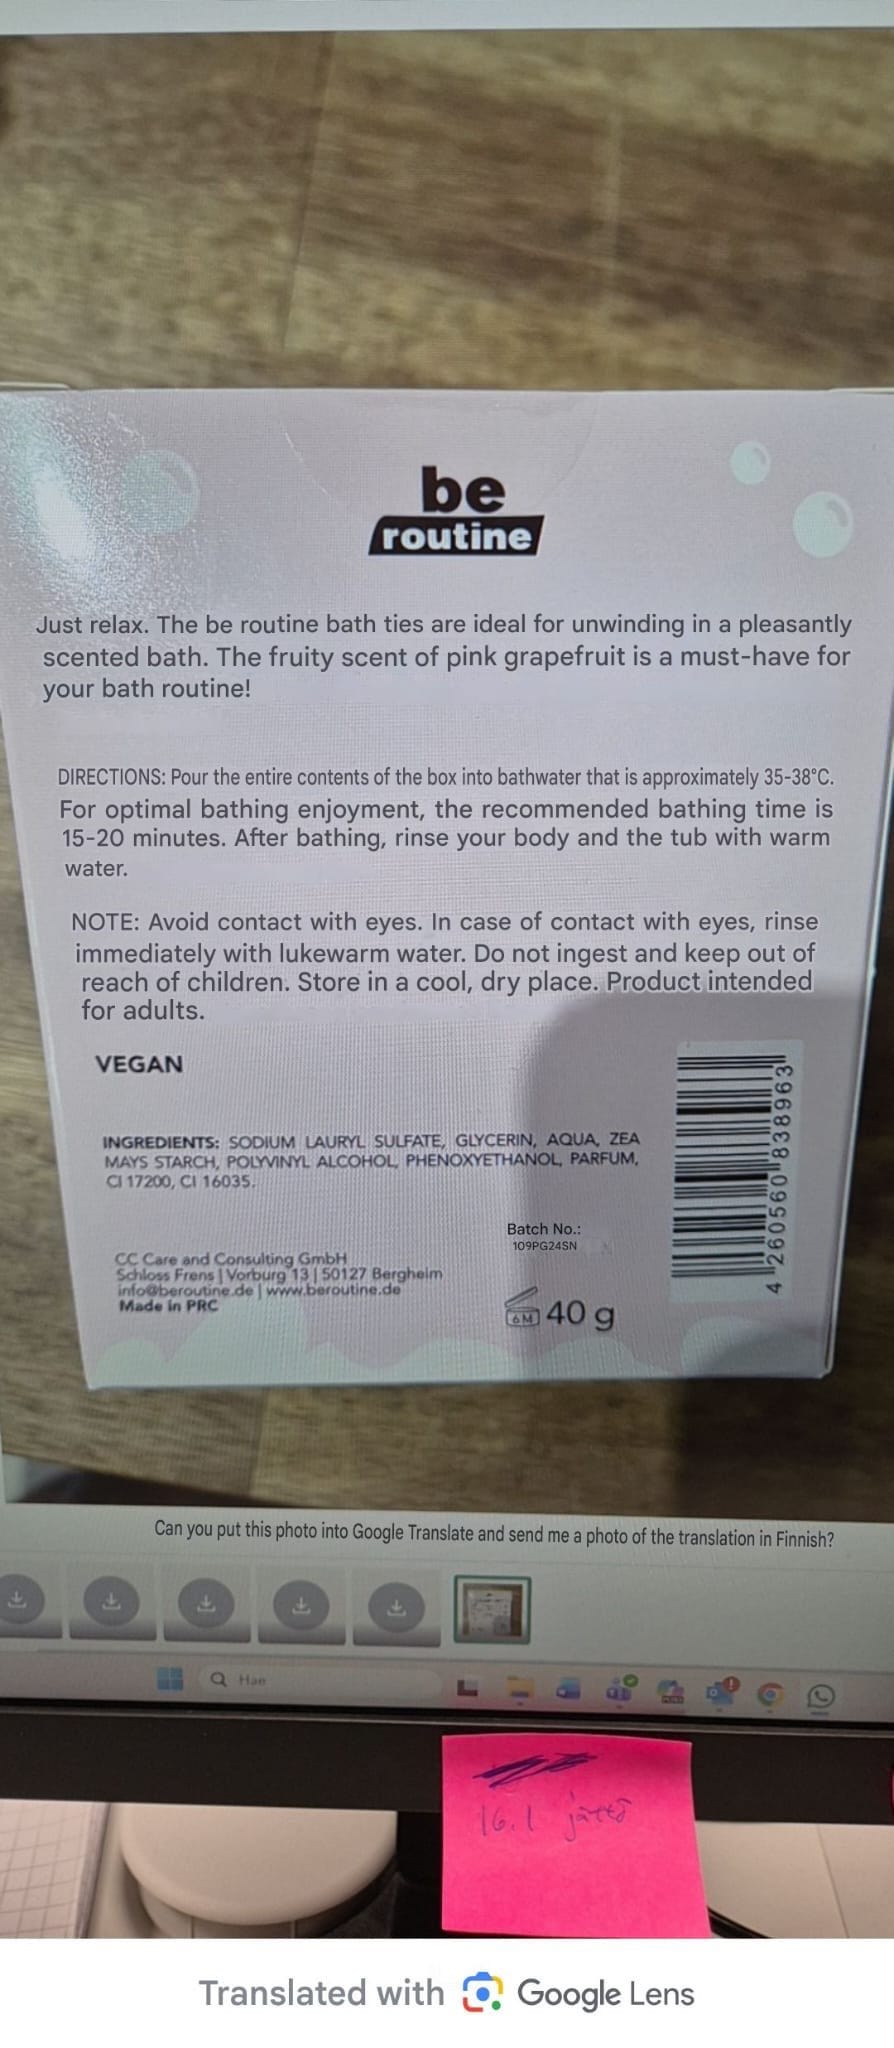 be
routine
Just relax. The be routine bath ties are ideal for unwinding in a pleasantly
scented bath. The fruity scent of pink grapefruit is a must-have for
your bath routine!
DIRECTIONS: Pour the entire contents of the box into bathwater that is approximately 35-38°C.
For optimal bathing enjoyment, the recommended bathing time is
15-20 minutes. After bathing, rinse your body and the tub with warm
water.
NOTE: Avoid contact with eyes. In case of contact with eyes, rinse
immediately with lukewarm water. Do not ingest and keep out of
reach of children. Store in a cool, dry place. Product intended
for adults.
VEGAN
INGREDIENTS: SODIUM LAURYL SULFATE, GLYCERIN, AQUA, ZEA
MAYS STARCH, POLYVINYL ALCOHOL, PHENOXYETHANOL, PARFUM,
CI 17200, CI 16035.
CC Care and Consulting GmbH
Schloss Frens | Vorburg 13 | 50127 Bergheim
info@beroutine.de | www.beroutine.de
Made in PRC
Batch No.:
109PG24SN
6M 40 g
4 260560 838963
Can you put this photo into Google Translate and send me a photo of the translation in Finnish?
Hae
16.1
Translated with Google Lens